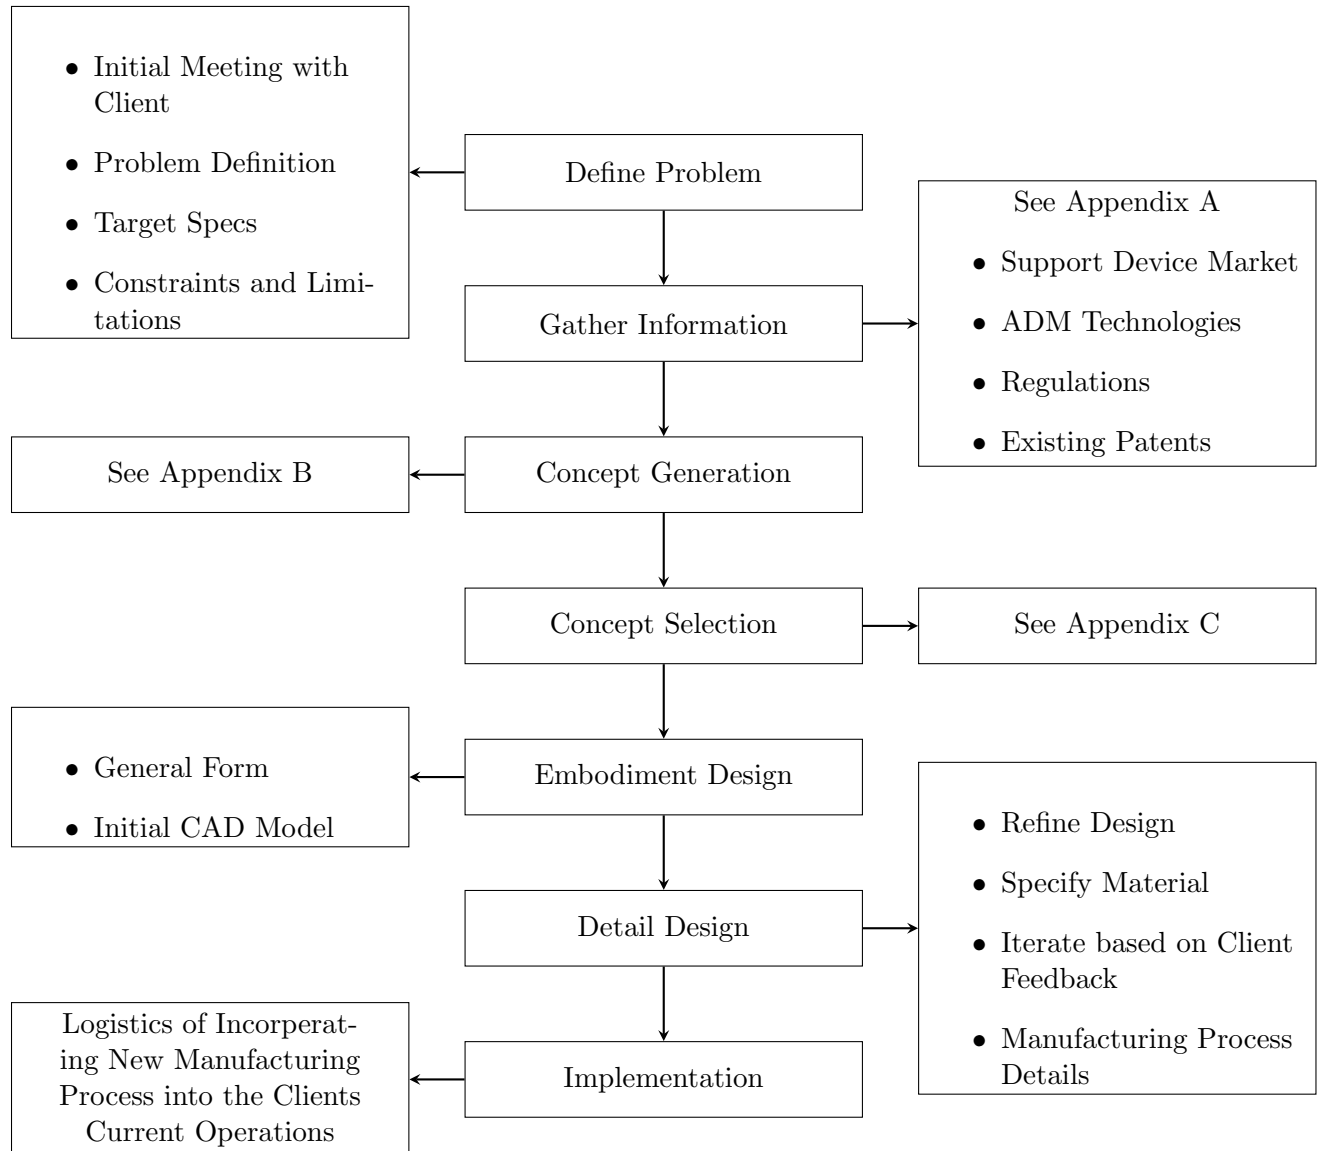 • Initial Meeting with
Client
• Problem Definition
• Target Specs
• Constraints and Limi-
tations
Define Problem
See Appendix A
• Support Device Market
• ADM Technologies
• Regulations
• Existing Patents
Gather Information
See Appendix B
Concept Generation
Concept Selection
See Appendix C
• General Form
• Initial CAD Model
Embodiment Design
• Refine Design
• Specify Material
• Iterate based on Client
Feedback
• Manufacturing Process
Details
Detail Design
Logistics of Incorperat-
ing New Manufacturing
Process into the Clients
Current Operations
Implementation